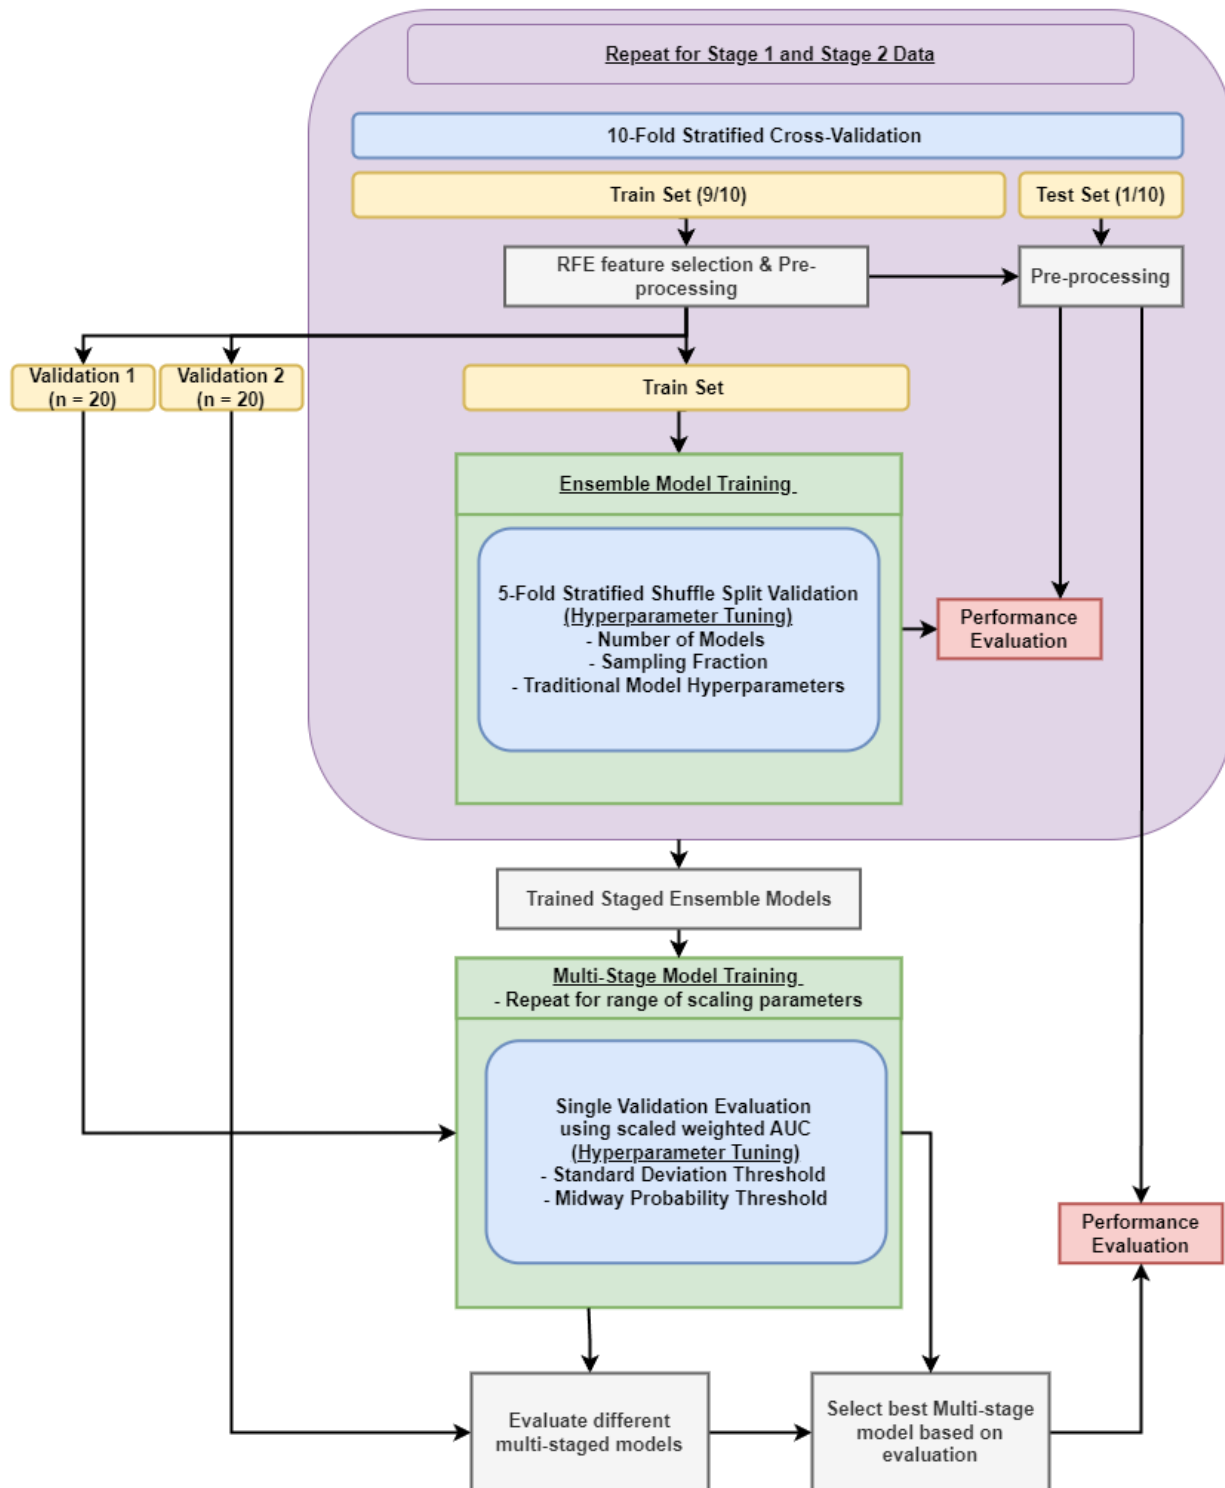 Repeat for Stage 1 and Stage 2 Data
10-Fold Stratified Cross-Validation
Train Set (9/10)
Test Set (1/10)
RFE feature selection & Pre-
processing
Pre-processing
Validation 1
(n = 20)
Validation 2
(n = 20)
Train Set
Ensemble Model Training
5-Fold Stratified Shuffle Split Validation
(Hyperparameter Tuning)
- Number of Models
- Sampling Fraction
- Traditional Model Hyperparameters
Performance
Evaluation
Trained Staged Ensemble Models
Multi-Stage Model Training
- Repeat for range of scaling parameters
Single Validation Evaluation
using scaled weighted AUC
(Hyperparameter Tuning)
- Standard Deviation Threshold
- Midway Probability Threshold
Performance
Evaluation
Evaluate different
multi-staged models
Select best Multi-stage
model based on
evaluation